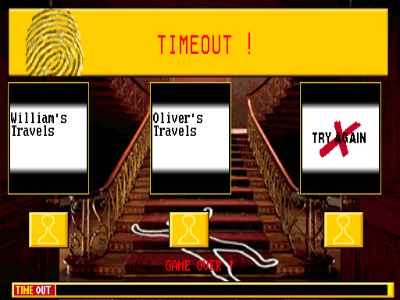 TIMEOUT !
William's
Travels
Oliver's
Travels
TRY AGAIN
GAME OVER !
TIME OUT